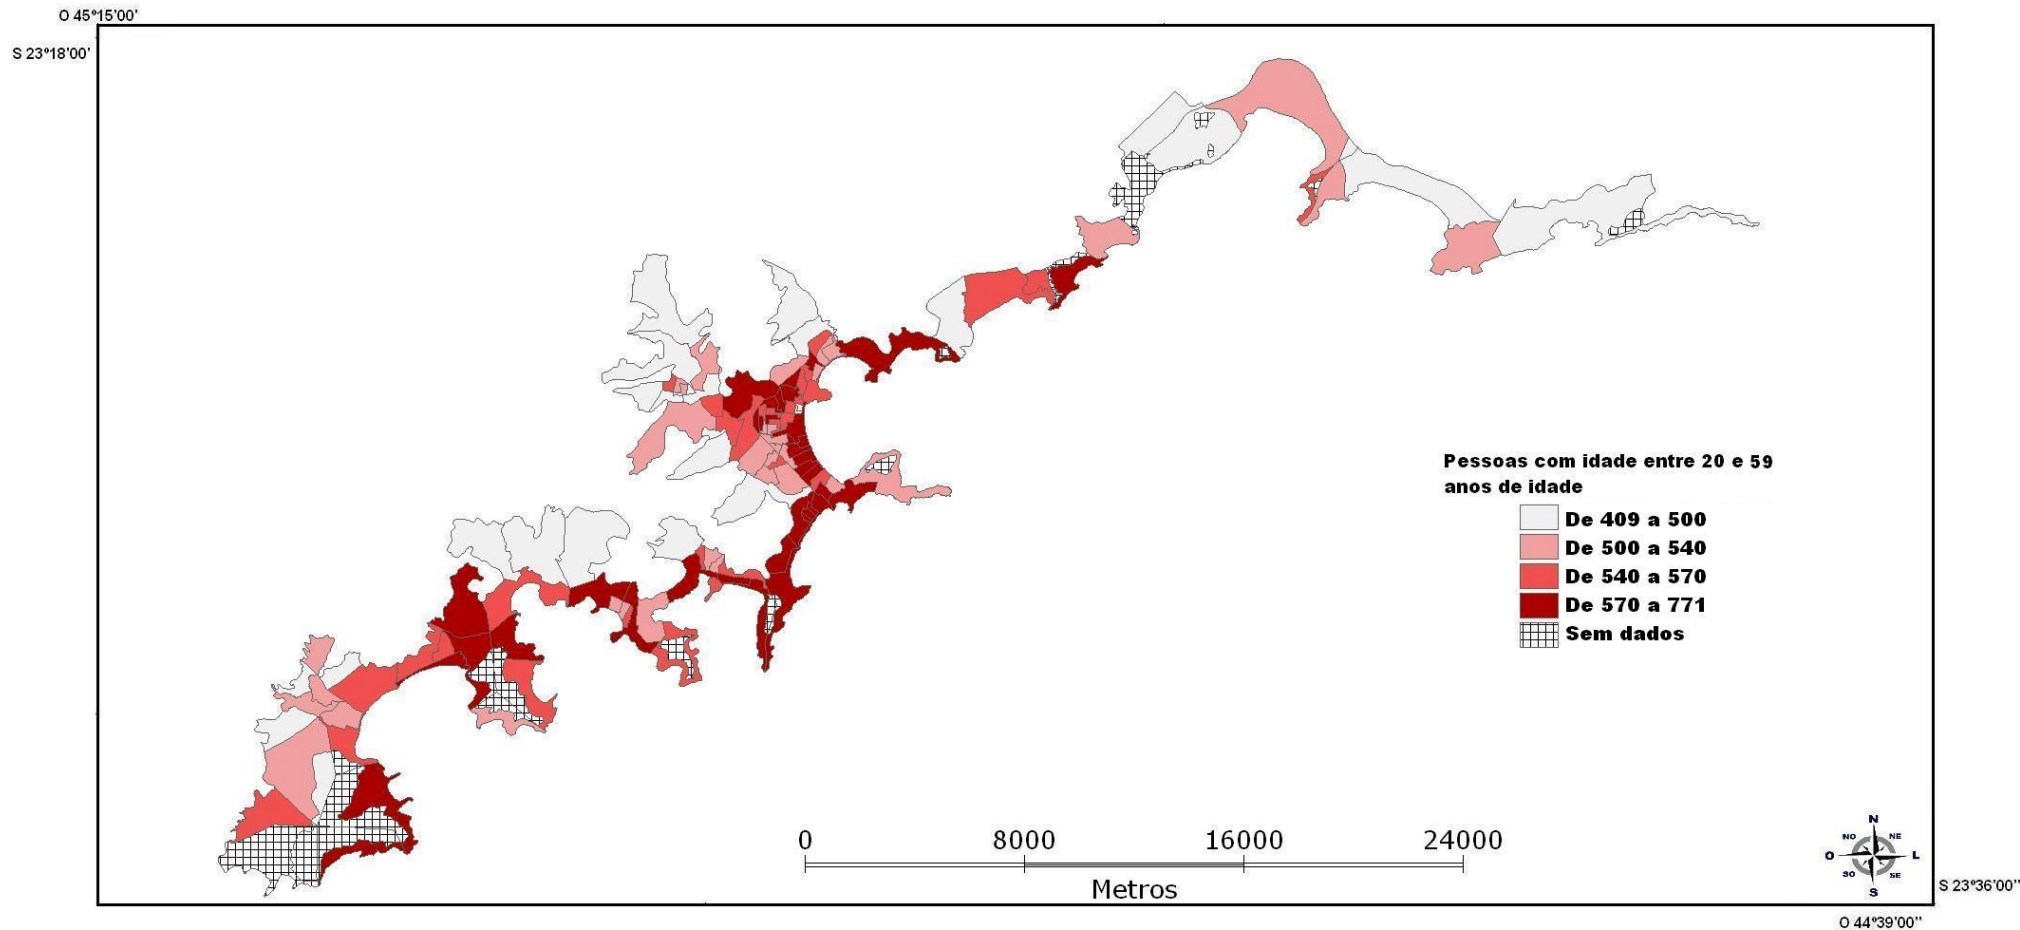 O 45°15'00'
S 23°18'00'
Pessoas com idade entre 20 e 59
anos de idade
De 409 a 500
De 500 a 540
De 540 a 570
De 570 a 771
Sem dados
0 8000 16000 24000
Metros
N
NO NE
O L
SO SE
S
S 23°36'00"
O 44°39'00"